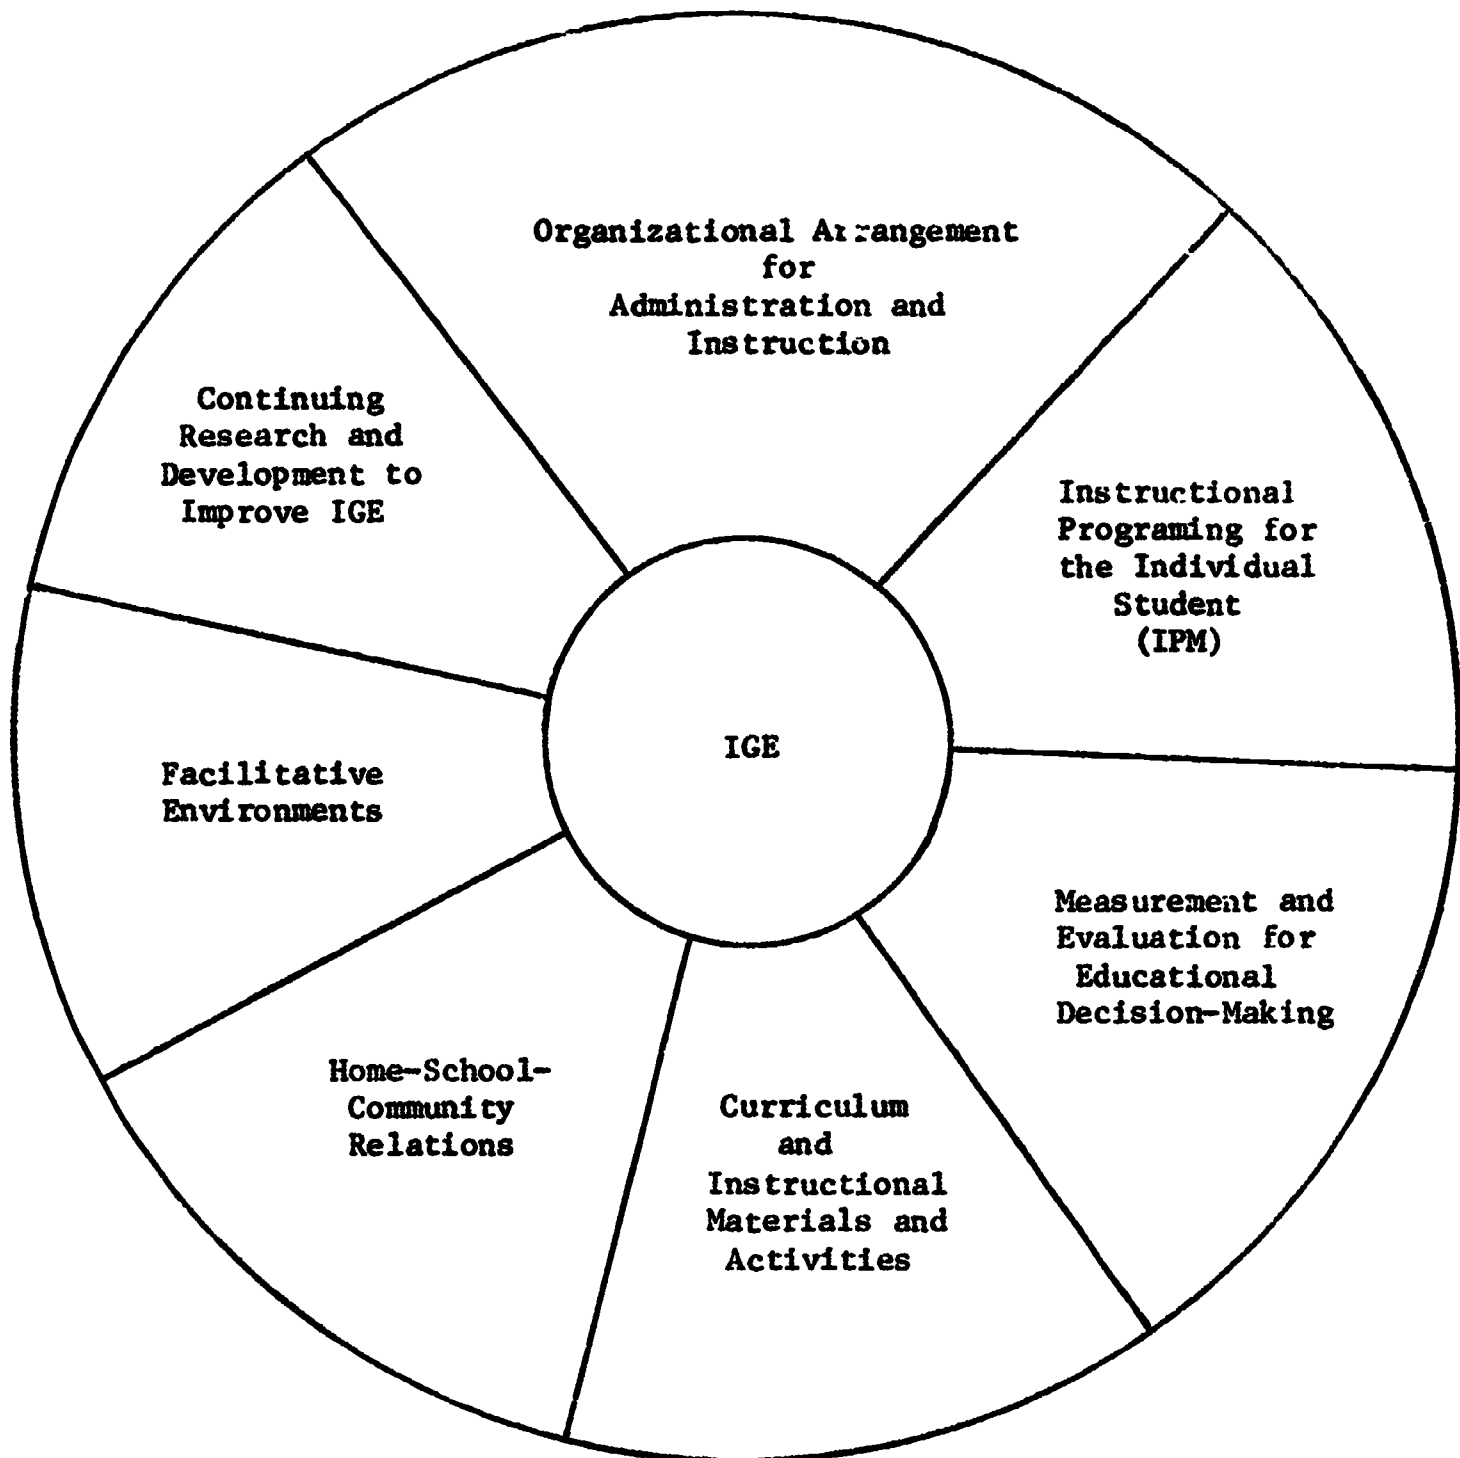 Organizational Arrangement
for
Administration and
Instruction
Instructional
Programing for
the Individual
Student
(IPM)
Measurement and
Evaluation for
Educational
Decision-Making
Curriculum
and
Instructional
Materials and
Activities
Home-School-
Community
Relations
Facilitative
Environments
Continuing
Research and
Development to
Improve IGE
IGE